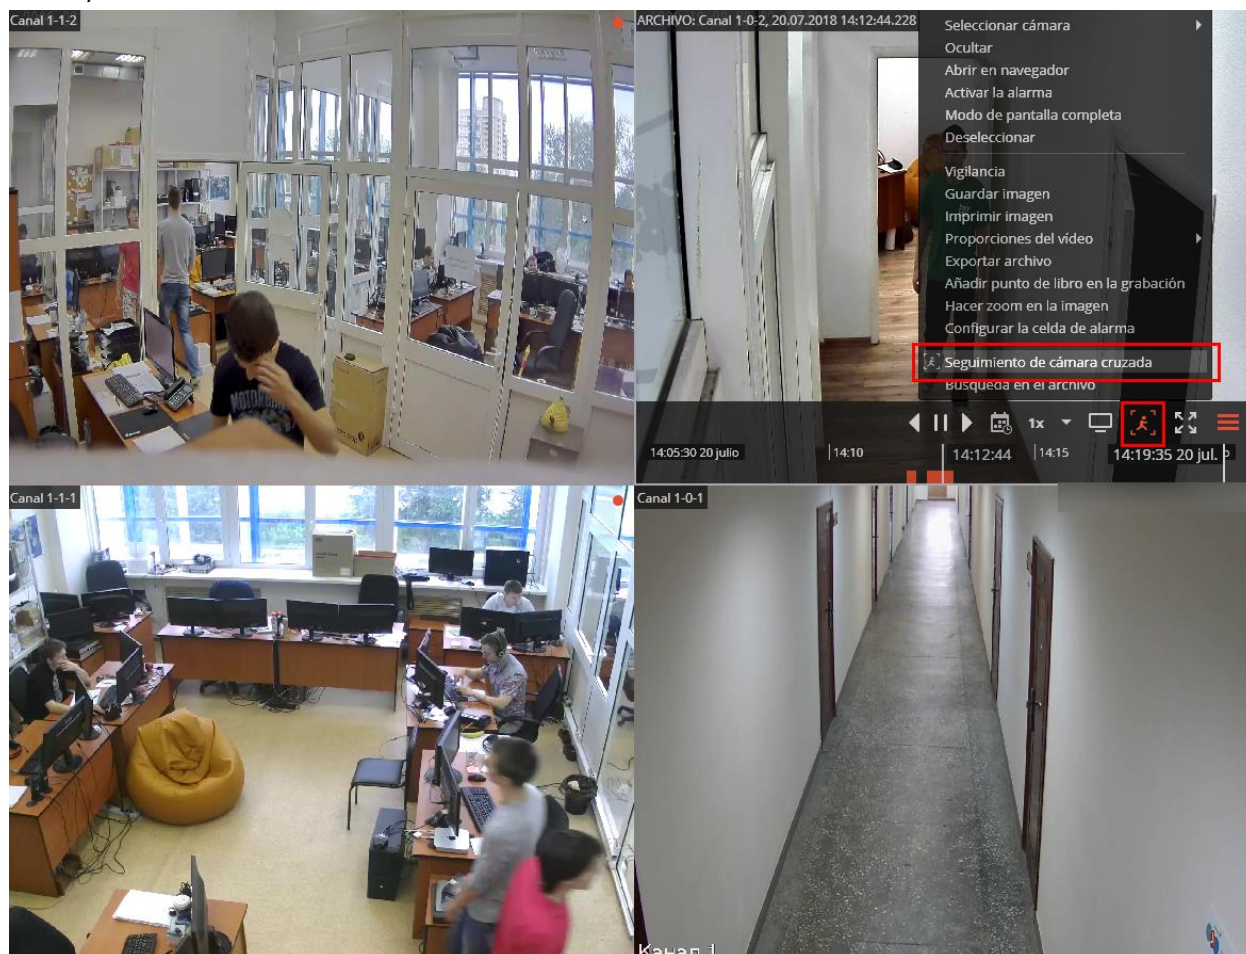 Canal 1-1-2
ARCHIVO: Canal 1-0-2, 20.07.2018 14:12:44.228
Seleccionar cámara
Ocultar
Abrir en navegador
Activar la alarma
Modo de pantalla completa
Deseleccionar
Vigilancia
Guardar imagen
Imprimir imagen
Proporciones del vídeo
Exportar archivo
Añadir punto de libro en la grabación
Hacer zoom en la imagen
Configurar la celda de alarma
Seguimiento de cámara cruzada
Búsqueda en el archivo
1x
14:05:30 20 julio
14:10
14:12:44
14:15
14:19:35 20 jul.
Canal 1-1-1
Canal 1-0-1
Канал 1